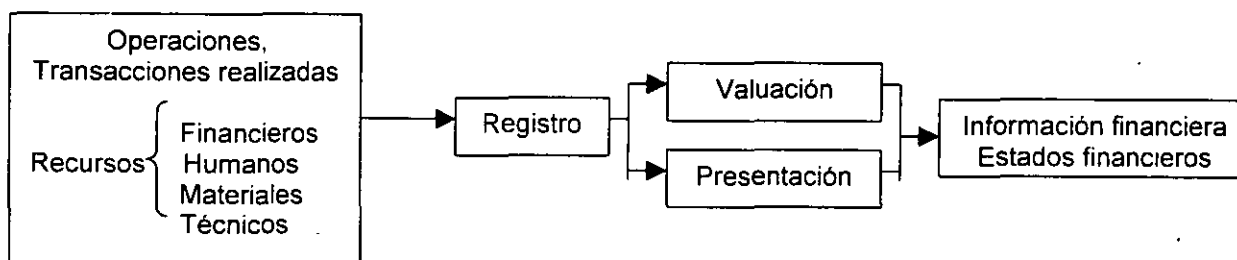 Operaciones,
Transacciones realizadas
Recursos
Financieros
Humanos
Materiales
Técnicos
Registro
Valuación
Presentación
Información financiera
Estados financieros